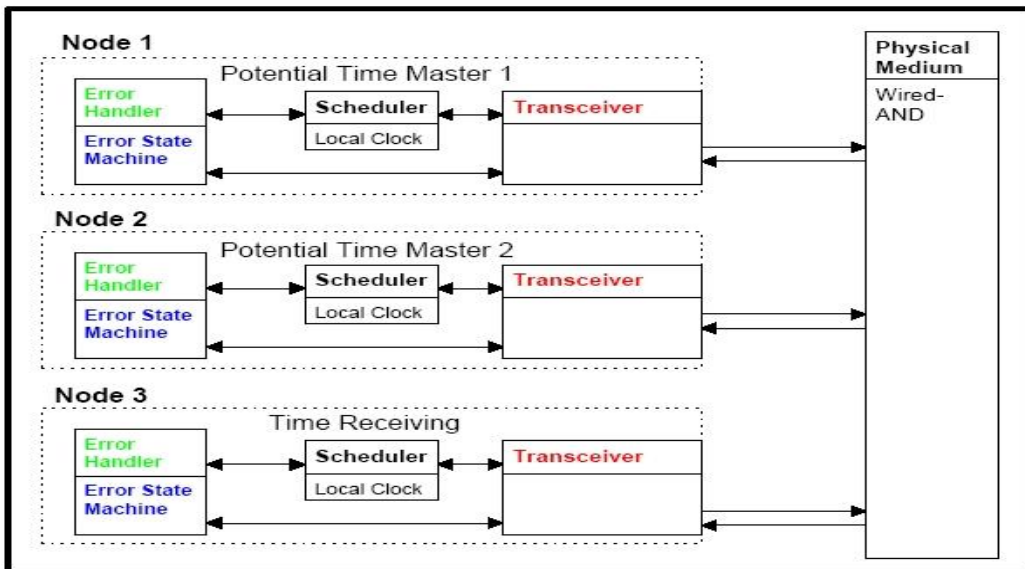 Node 1
Potential Time Master 1
Error
Handler
Error State
Machine
Scheduler
Local Clock
Transceiver
Physical
Medium
Wired-
AND
Node 2
Potential Time Master 2
Error
Handler
Error State
Machine
Scheduler
Local Clock
Transceiver
Node 3
Time Receiving
Error
Handler
Error State
Machine
Scheduler
Local Clock
Transceiver